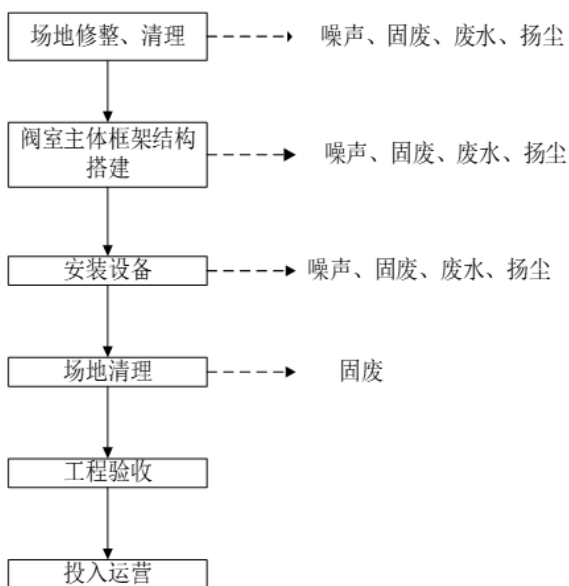 场地修整、清理
噪声、固废、废水、扬尘
阀室主体框架结构
搭建
噪声、固废、废水、扬尘
安装设备
噪声、固废、废水、扬尘
场地清理
固废
工程验收
投入运营